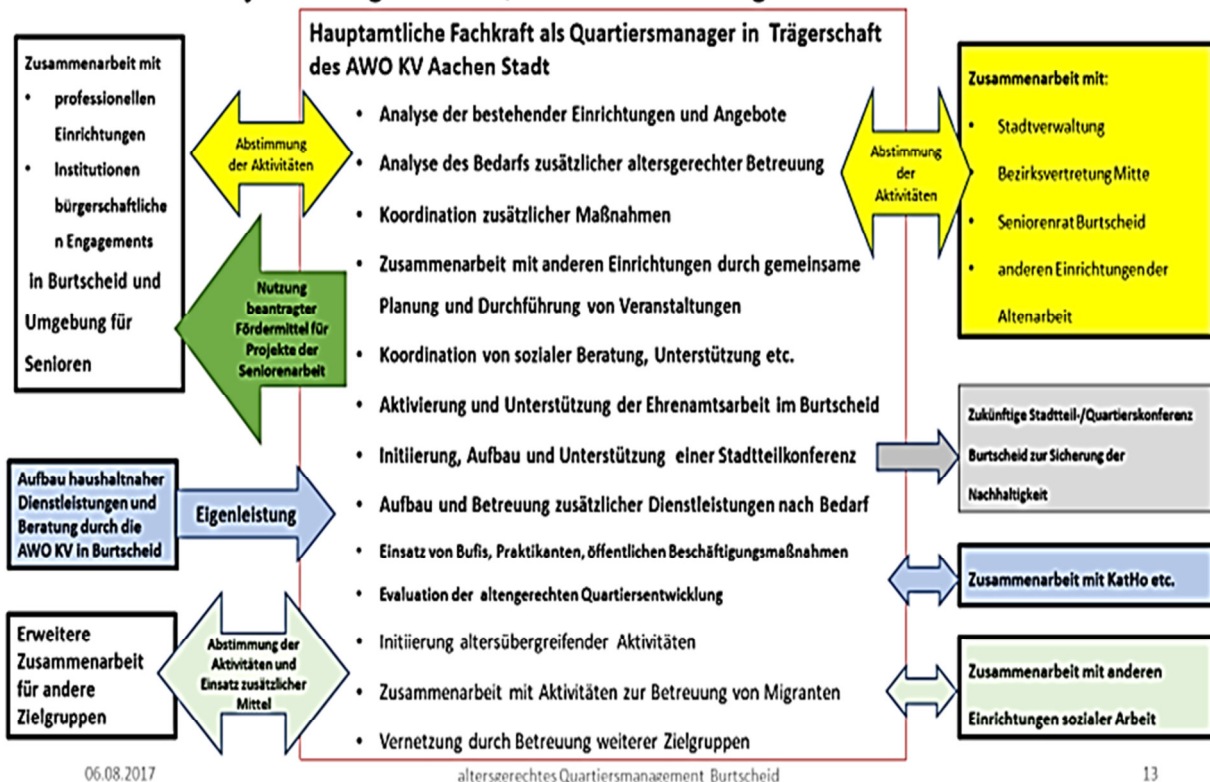 Hauptamtliche Fachkraft als Quartiersmanager in Trägerschaft
des AWO KV Aachen Stadt
Zusammenarbeit mit
• professionellen
Einrichtungen
• Institutionen
bürgerschaftliche
n Engagements
in Burtscheid und
Umgebung für
Senioren
Abstimmung
der Aktivitäten
Nutzung
beantragter
Fördermittel für
Projekte der
Seniorenarbeit
Aufbau haushaltnaher
Dienstleistungen und
Beratung durch die
AWO KV in Burtscheid
Eigenleistung
Erweitere
Zusammenarbeit
für andere
Zielgruppen
Abstimmung der
Aktivitäten und
Einsatz zusätzlicher
Mittel
• Analyse der bestehender Einrichtungen und Angebote
• Analyse des Bedarfs zusätzlicher altersgerechter Betreuung
• Koordination zusätzlicher Maßnahmen
• Zusammenarbeit mit anderen Einrichtungen durch gemeinsame
Planung und Durchführung von Veranstaltungen
• Koordination von sozialer Beratung, Unterstützung etc.
• Aktivierung und Unterstützung der Ehrenamtsarbeit im Burtscheid
• Initiierung, Aufbau und Unterstützung einer Stadtteilkonferenz
• Aufbau und Betreuung zusätzlicher Dienstleistungen nach Bedarf
• Einsatz von Bufis, Praktikanten, öffentlichen Beschäftigungsmaßnahmen
• Evaluation der altengerechten Quartiersentwicklung
• Initiierung altersübergreifender Aktivitäten
• Zusammenarbeit mit Aktivitäten zur Betreuung von Migranten
• Vernetzung durch Betreuung weiterer Zielgruppen
Abstimmung
der
Aktivitäten
Zusammenarbeit mit:
• Stadtverwaltung
• Bezirksvertretung Mitte
• Seniorenrat Burtscheid
• anderen Einrichtungen der
Altenarbeit
Zukünftige Stadtteil-/Quartierskonferenz
Burtscheid zur Sicherung der
Nachhaltigkeit
Zusammenarbeit mit KatHo etc.
Zusammenarbeit mit anderen
Einrichtungen sozialer Arbeit
06.08.2017
altersgerechtes Quartiersmanagement Burtscheid
13